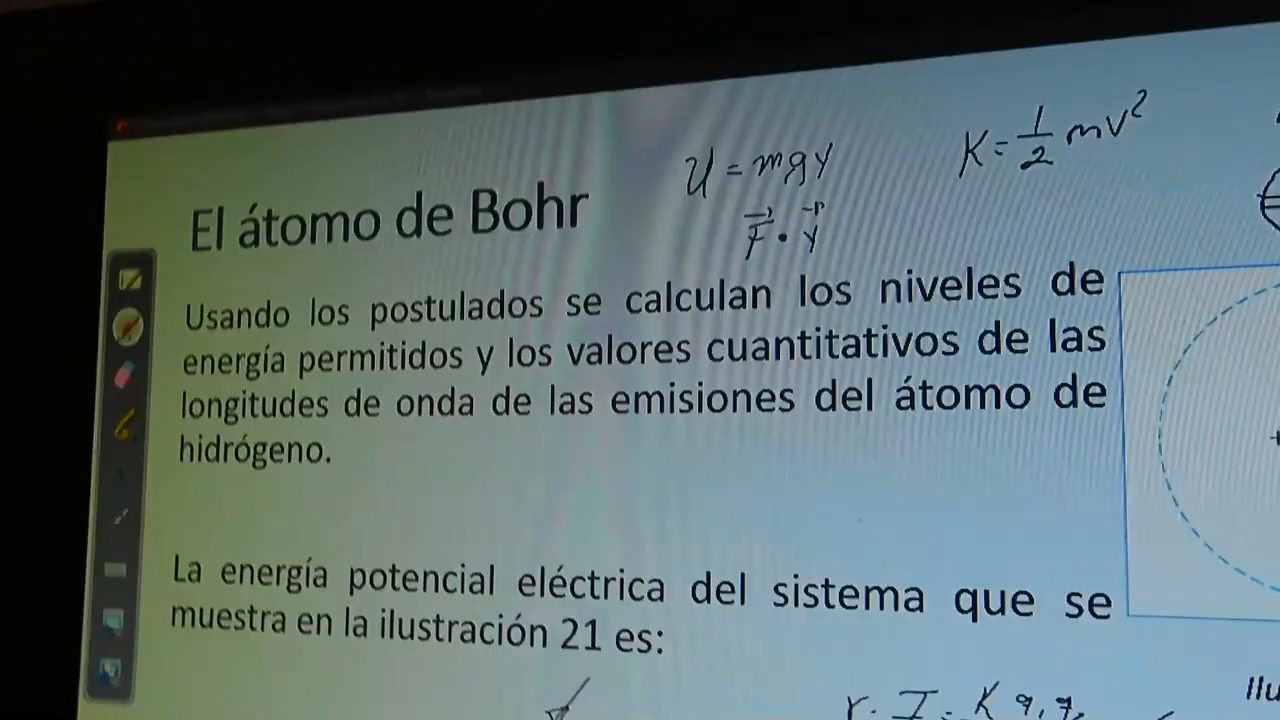 U = mgy
K = 1/2 mv²
F · y
El átomo de Bohr
Usando los postulados se calculan los niveles de
energía permitidos y los valores cuantitativos de las
longitudes de onda de las emisiones del átomo de
hidrógeno.
La energía potencial eléctrica del sistema que se
muestra en la ilustración 21 es: